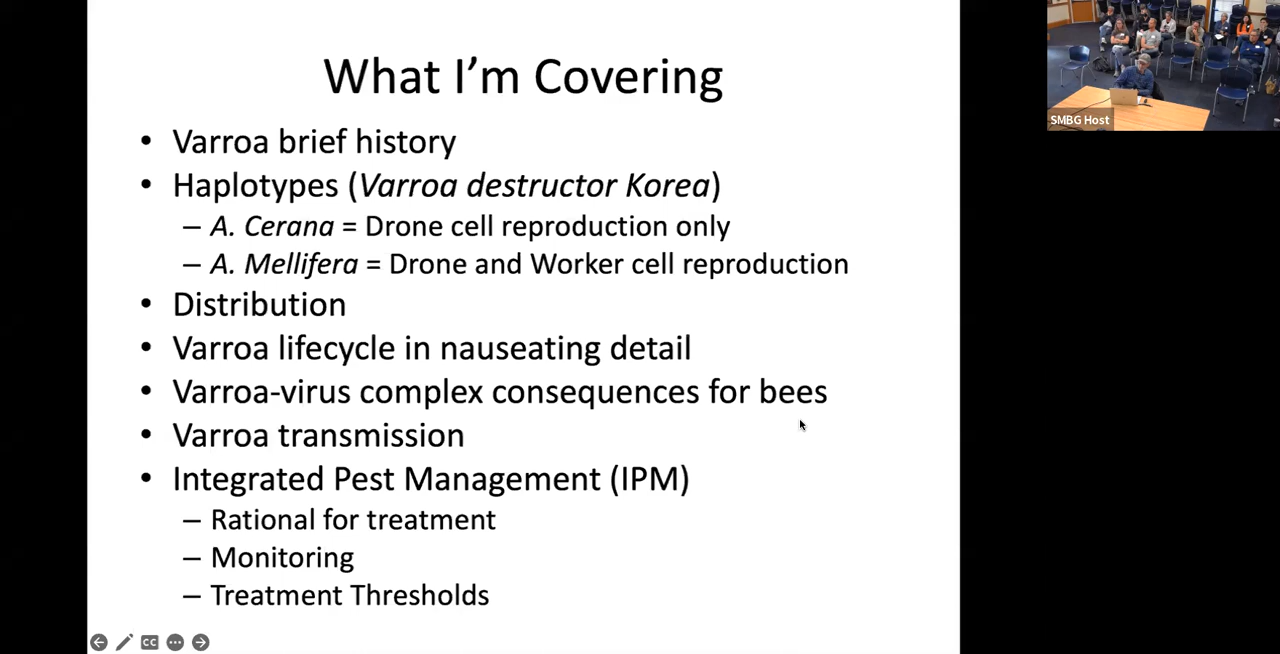 What I'm Covering
• Varroa brief history
• Haplotypes (Varroa destructor Korea)
– A. Cerana = Drone cell reproduction only
– A. Mellifera = Drone and Worker cell reproduction
• Distribution
• Varroa lifecycle in nauseating detail
• Varroa-virus complex consequences for bees
• Varroa transmission
• Integrated Pest Management (IPM)
– Rational for treatment
– Monitoring
– Treatment Thresholds
CC
SMBG Host